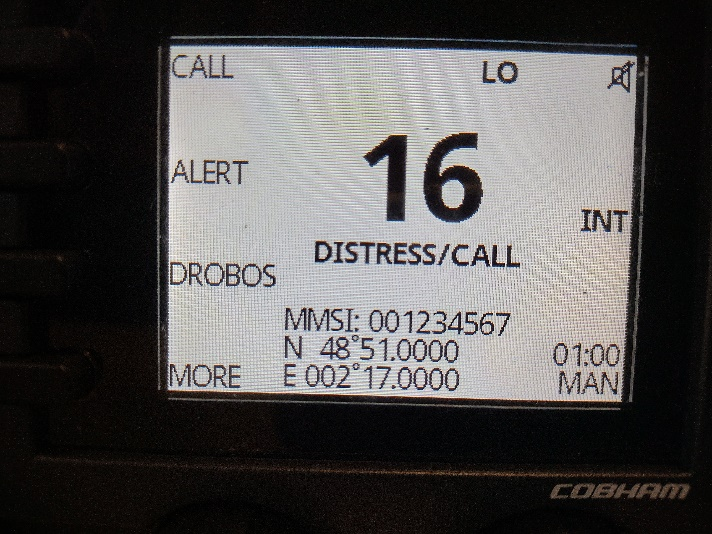 CALL LO
16
ALERT
INT
DISTRESS/CALL
DROBOS
MMSI: 001234567
N 48°51.0000 01:00
MORE E 002°17.0000 MAN
COBHAM